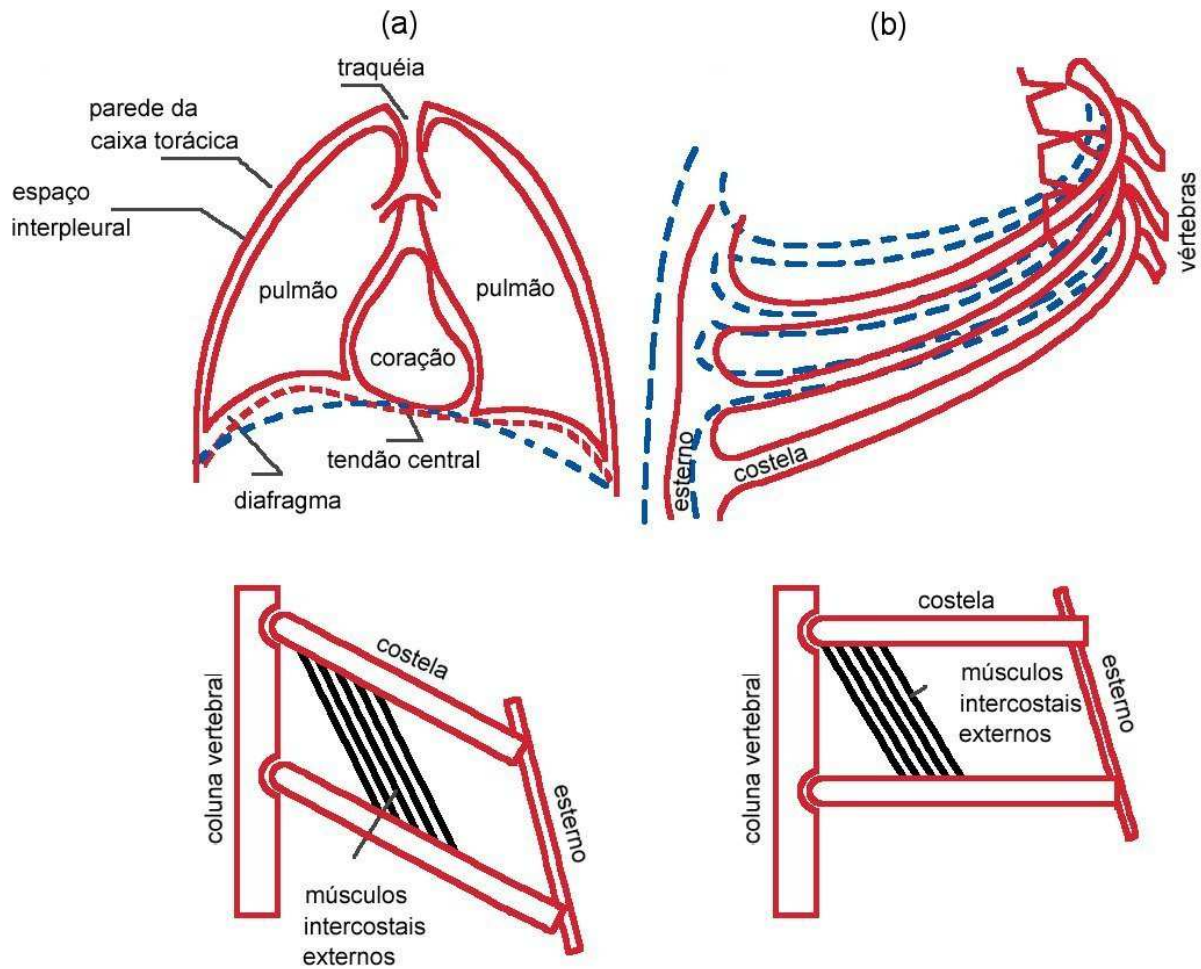 (a)
traquéia
parede da
caixa torácica
espaço
interpleural
pulmão
pulmão
coração
tendão central
diafragma
(b)
vértebras
esterno
costela
coluna vertebral
costela
esterno
músculos
intercostais
externos
coluna vertebral
costela
músculos
intercostais
externos
esterno